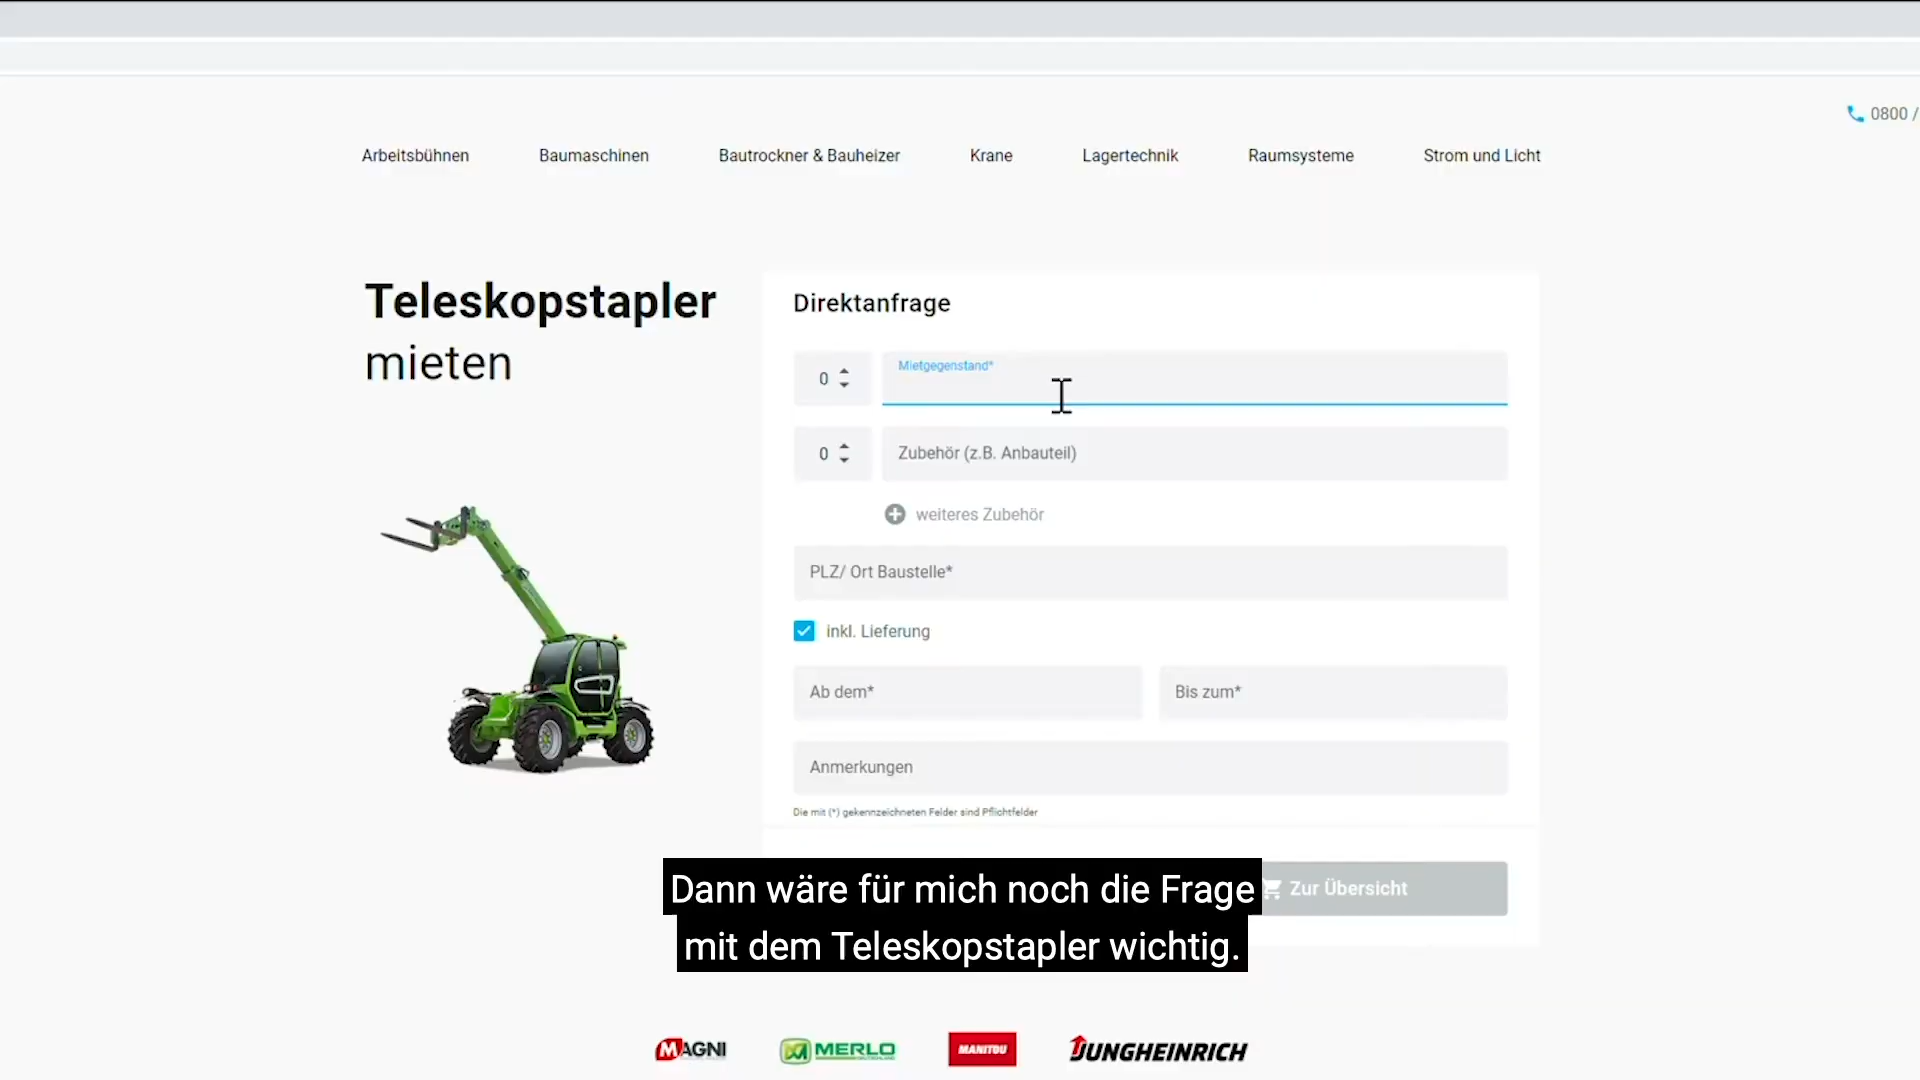 0800 /
Arbeitsbühnen
Baumaschinen
Bautrockner & Bauheizer
Krane
Lagertechnik
Raumsysteme
Strom und Licht
Teleskopstapler
mieten
Direktanfrage
0
Mietgegenstand*
0
Zubehör (z.B. Anbauteil)
weiteres Zubehör
PLZ/ Ort Baustelle*
inkl. Lieferung
Ab dem*
Bis zum*
Anmerkungen
Die mit (*) gekennzeichneten Felder sind Pflichtfelder
Zur Übersicht
Dann wäre für mich noch die Frage
mit dem Teleskopstapler wichtig.
MAGNI
MERLO
MANITOU
JUNGHEINRICH